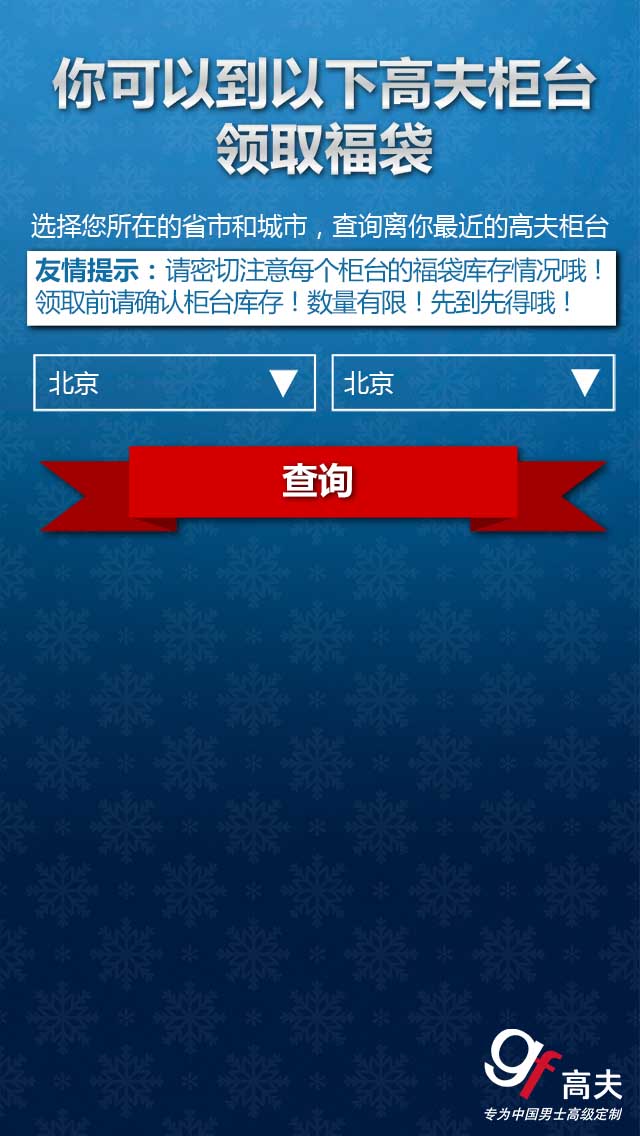 你可以到以下高夫柜台
领取福袋
选择您所在的省市和城市，查询离你最近的高夫柜台
友情提示：请密切注意每个柜台的福袋库存情况哦！
领取前请确认柜台库存！数量有限！先到先得哦！
北京 北京
查询
gf 高夫
专为中国男士高级定制